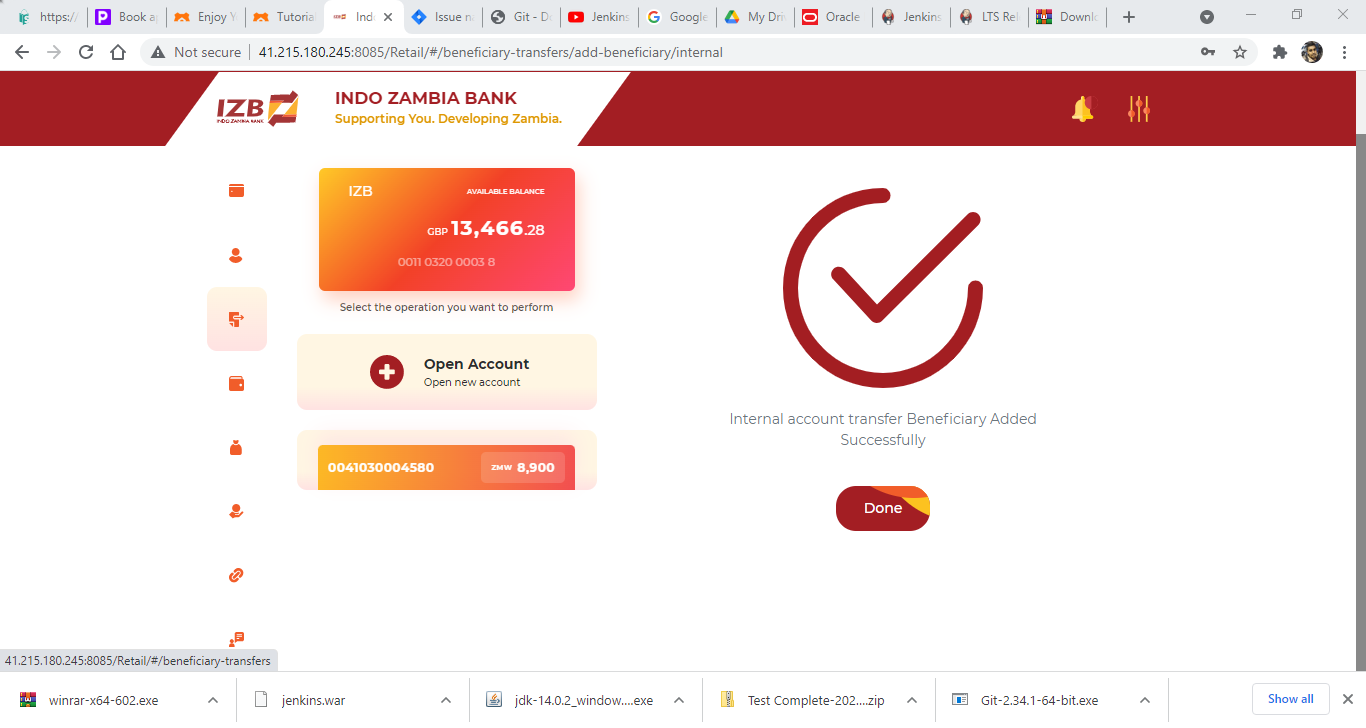 https:/
Book a
Enjoy Y
Tutoria
Ind
Issue n
Git - D
Jenkins
Google
My Dri
Oracle
Jenkins
LTS Rel
Downl
Not secure
41.215.180.245:8085/Retail/#/beneficiary-transfers/add-beneficiary/internal
IZB
INDO ZAMBIA BANK
INDO ZAMBIA BANK
Supporting You. Developing Zambia.
IZB
AVAILABLE BALANCE
GBP 13,466.28
0011 0320 0003 8
Select the operation you want to perform
Open Account
Open new account
0041030004580
ZMW 8,900
Internal account transfer Beneficiary Added
Successfully
Done
41.215.180.245:8085/Retail/#/beneficiary-transfers
winrar-x64-602.exe
jenkins.war
jdk-14.0.2_window....exe
Test Complete-202....zip
Git-2.34.1-64-bit.exe
Show all